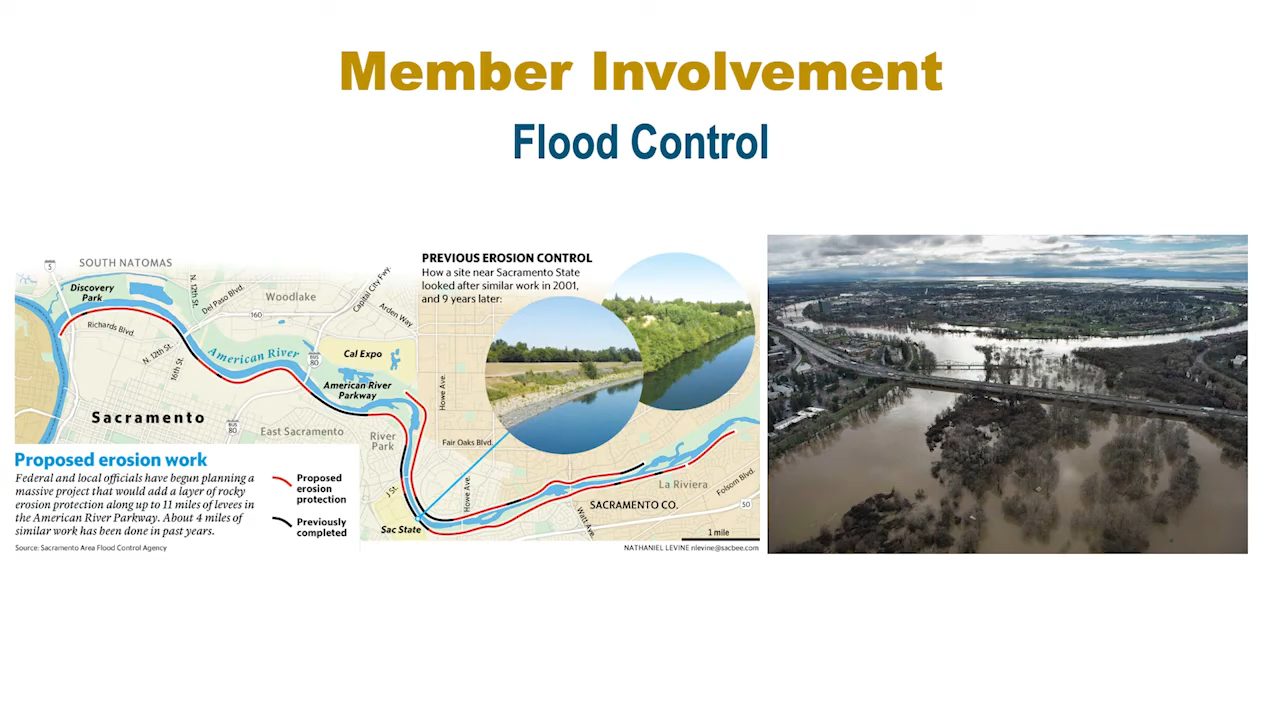 Member Involvement
Flood Control
5
SOUTH NATOMAS
Discovery
Park
Richards Blvd.
N. 12th St.
N. 12th St.
16th St.
Del Paso Blvd.
160
Woodlake
Capital City Fwy.
Arden Way
American River
BUS
80
Cal Expo
American River
Parkway
Sacramento
BUS
80
East Sacramento
River
Park
J St.
Sac State
Howe Ave.
Fair Oaks Blvd.
Howe Ave.
Watt Ave.
La Riviera
Folsom Blvd.
50
SACRAMENTO CO.
1 mile
PREVIOUS EROSION CONTROL
How a site near Sacramento State
looked after similar work in 2001,
and 9 years later:
Proposed erosion work
Federal and local officials have begun planning a
massive project that would add a layer of rocky
erosion protection along up to 11 miles of levees in
the American River Parkway. About 4 miles of
similar work has been done in past years.
Source: Sacramento Area Flood Control Agency
Proposed
erosion
protection
Previously
completed
NATHANIEL LEVINE nlevine@sacbee.com